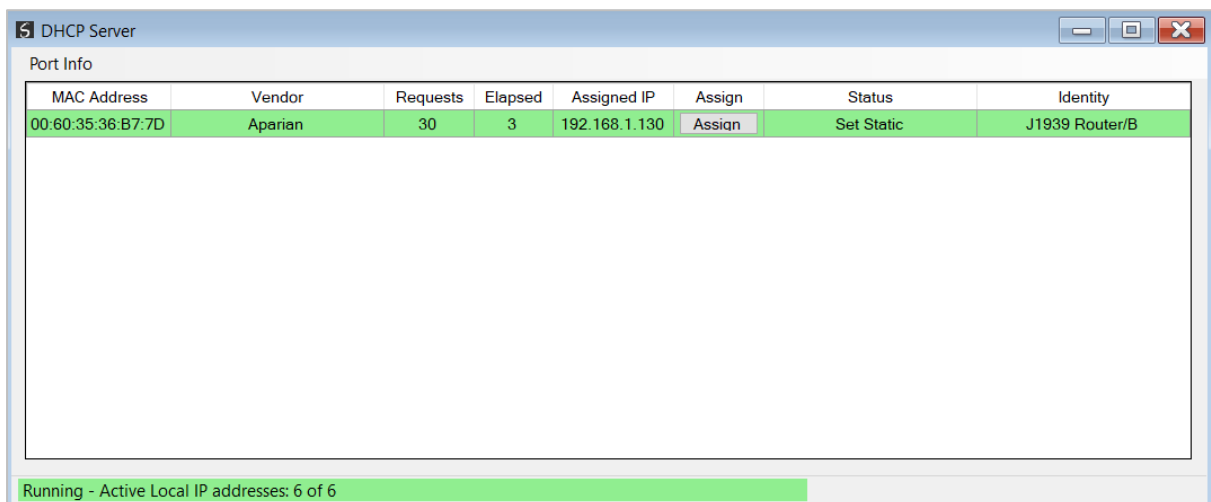 DHCP Server
Port Info
MAC Address Vendor Requests Elapsed Assigned IP Assign Status Identity
00:60:35:36:B7:7D Aparian 30 3 192.168.1.130 Assign Set Static J1939 Router/B
Running - Active Local IP addresses: 6 of 6